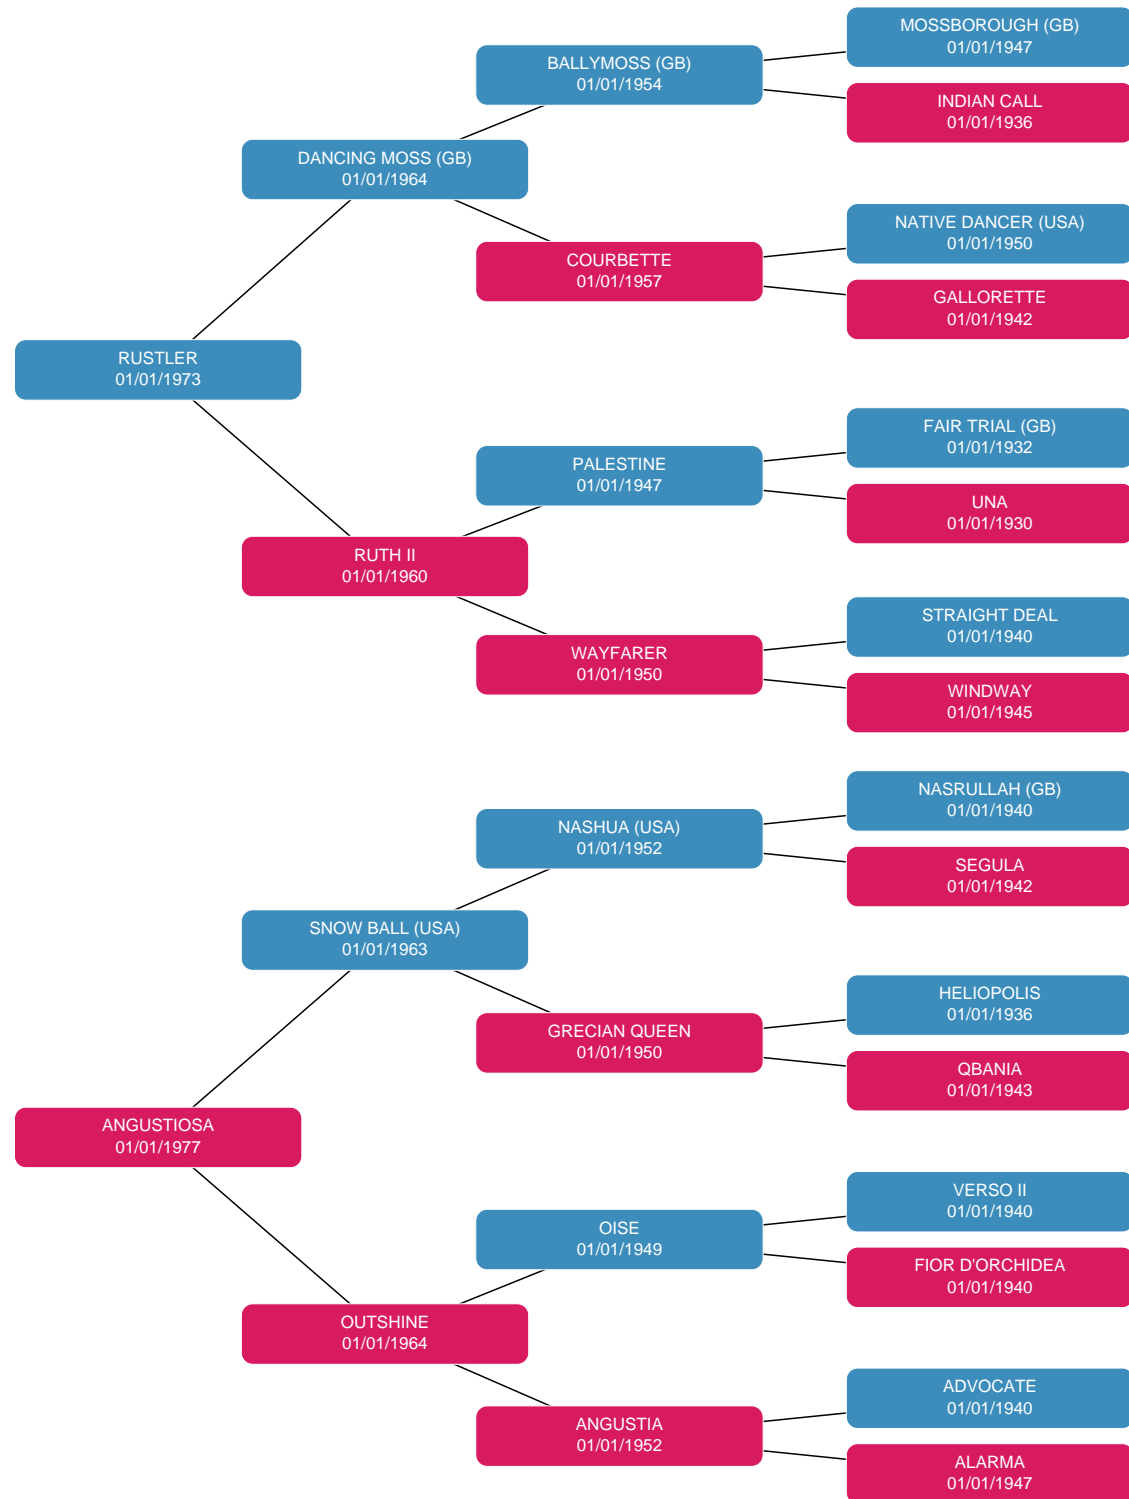 MOSSBOROUGH (GB)
01/01/1947
BALLYMOSS (GB)
01/01/1954
INDIAN CALL
01/01/1936
DANCING MOSS (GB)
01/01/1964
NATIVE DANCER (USA)
01/01/1950
COURBETTE
01/01/1957
GALLORETTE
01/01/1942
RUSTLER
01/01/1973
FAIR TRIAL (GB)
01/01/1932
PALESTINE
01/01/1947
UNA
01/01/1930
RUTH II
01/01/1960
STRAIGHT DEAL
01/01/1940
WAYFARER
01/01/1950
WINDWAY
01/01/1945
NASRULLAH (GB)
01/01/1940
NASHUA (USA)
01/01/1952
SEGULA
01/01/1942
SNOW BALL (USA)
01/01/1963
HELIOPOLIS
01/01/1936
GRECIAN QUEEN
01/01/1950
QBANIA
01/01/1943
ANGUSTIOSA
01/01/1977
VERSO II
01/01/1940
OISE
01/01/1949
FIOR D'ORCHIDEA
01/01/1940
OUTSHINE
01/01/1964
ADVOCATE
01/01/1940
ANGUSTIA
01/01/1952
ALARMA
01/01/1947